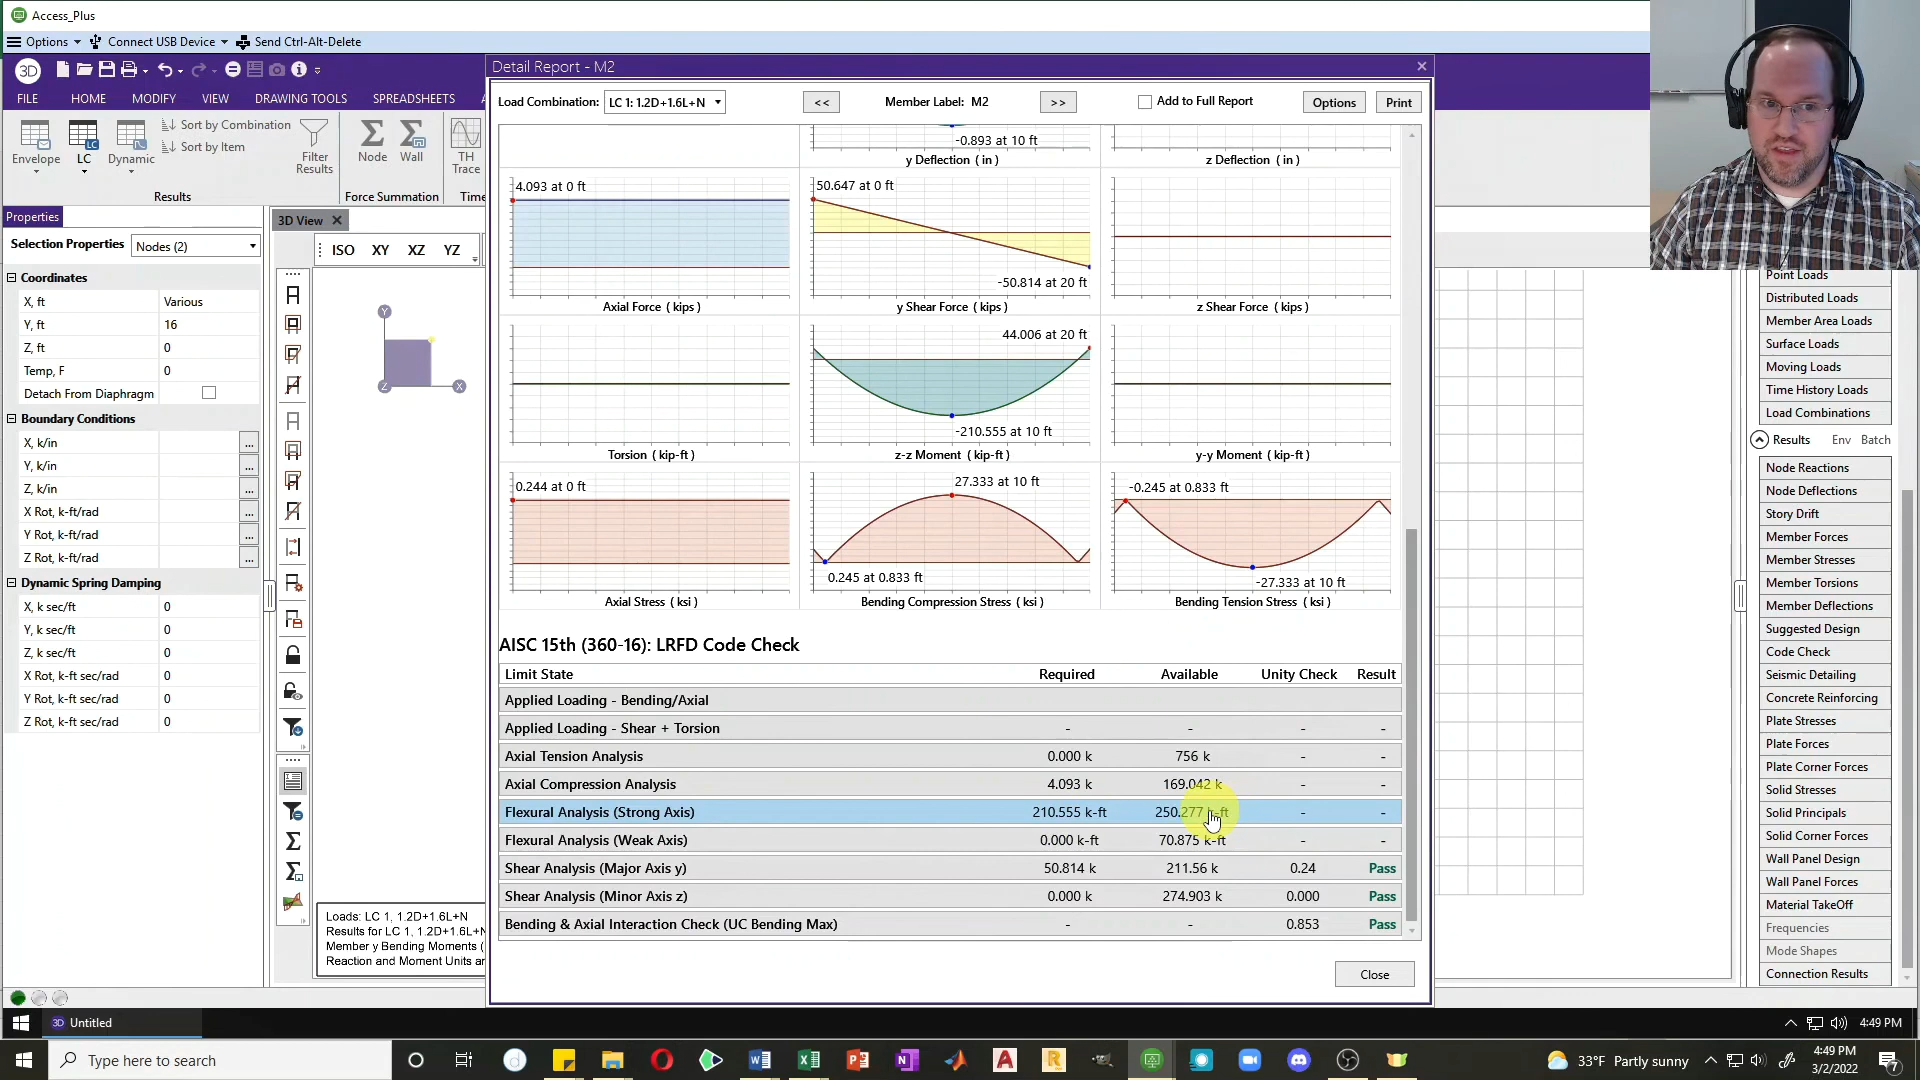 Access_Plus
Options
Connect USB Device
Send Ctrl-Alt-Delete
3D
FILE
HOME
MODIFY
VIEW
DRAWING TOOLS
SPREADSHEETS
Envelope
LC
Dynamic
Sort by Combination
Sort by Item
Filter
Results
Results
Node
Wall
Force Summation
TH
Trace
Time
Properties
Selection Properties
Nodes (2)
Coordinates
X, ft
Various
Y, ft
16
Z, ft
0
Temp, F
0
Detach From Diaphragm
Boundary Conditions
X, k/in
...
Y, k/in
...
Z, k/in
...
X Rot, k-ft/rad
...
Y Rot, k-ft/rad
...
Z Rot, k-ft/rad
...
Dynamic Spring Damping
X, k sec/ft
0
Y, k sec/ft
0
Z, k sec/ft
0
X Rot, k-ft sec/rad
0
Y Rot, k-ft sec/rad
0
Z Rot, k-ft sec/rad
0
3D View
ISO
XY
XZ
YZ
Y
Z
X
Loads: LC 1, 1.2D+1.6L+N
Results for LC 1, 1.2D+1.6L+N
Member y Bending Moments (
Reaction and Moment Units a
Detail Report - M2
Load Combination:
LC 1: 1.2D+1.6L+N
<<
Member Label: M2
>>
Add to Full Report
Options
Print
-0.893 at 10 ft
y Deflection ( in )
z Deflection ( in )
4.093 at 0 ft
Axial Force ( kips )
50.647 at 0 ft
-50.814 at 20 ft
y Shear Force ( kips )
z Shear Force ( kips )
Torsion ( kip-ft )
44.006 at 20 ft
-210.555 at 10 ft
z-z Moment ( kip-ft )
y-y Moment ( kip-ft )
0.244 at 0 ft
Axial Stress ( ksi )
27.333 at 10 ft
0.245 at 0.833 ft
Bending Compression Stress ( ksi )
-0.245 at 0.833 ft
-27.333 at 10 ft
Bending Tension Stress ( ksi )
AISC 15th (360-16): LRFD Code Check
Limit State Required Available Unity Check Result
Applied Loading - Bending/Axial
Applied Loading - Shear + Torsion - - - -
Axial Tension Analysis 0.000 k 756 k - -
Axial Compression Analysis 4.093 k 169.042 k - -
Flexural Analysis (Strong Axis) 210.555 k-ft 250.277 k-ft - -
Flexural Analysis (Weak Axis) 0.000 k-ft 70.875 k-ft - -
Shear Analysis (Major Axis y) 50.814 k 211.56 k 0.24 Pass
Shear Analysis (Minor Axis z) 0.000 k 274.903 k 0.000 Pass
Bending & Axial Interaction Check (UC Bending Max) - - 0.853 Pass
Close
Point Loads
Distributed Loads
Member Area Loads
Surface Loads
Moving Loads
Time History Loads
Load Combinations
Results
Env
Batch
Node Reactions
Node Deflections
Story Drift
Member Forces
Member Stresses
Member Torsions
Member Deflections
Suggested Design
Code Check
Seismic Detailing
Concrete Reinforcing
Plate Stresses
Plate Forces
Plate Corner Forces
Solid Stresses
Solid Principals
Solid Corner Forces
Wall Panel Design
Wall Panel Forces
Material TakeOff
Frequencies
Mode Shapes
Connection Results
3D
Untitled
4:49 PM
Type here to search
33°F Partly sunny
4:49 PM
3/2/2022
7